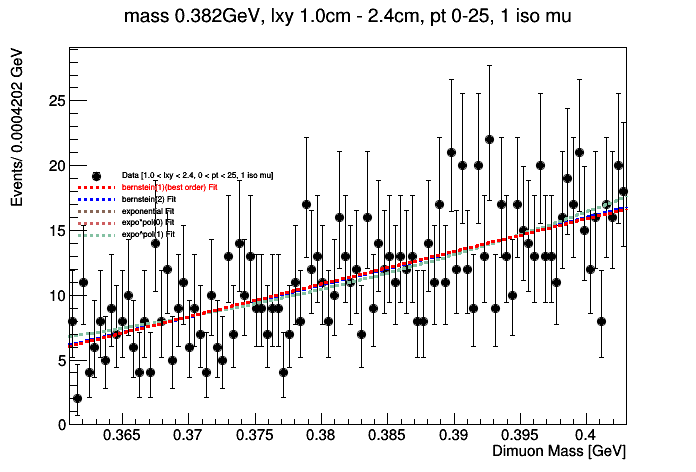 mass 0.382GeV, lxy 1.0cm - 2.4cm, pt 0-25, 1 iso mu
Events/ 0.0004202 GeV
25
20
15
10
5
0
Data [1.0 < lxy < 2.4, 0 < pt < 25, 1 iso mu]
bernstein(1)(best order) Fit
bernstein(2) Fit
exponential Fit
expo*pol(0) Fit
expo*pol(1) Fit
0.365 0.37 0.375 0.38 0.385 0.39 0.395 0.4
Dimuon Mass [GeV]